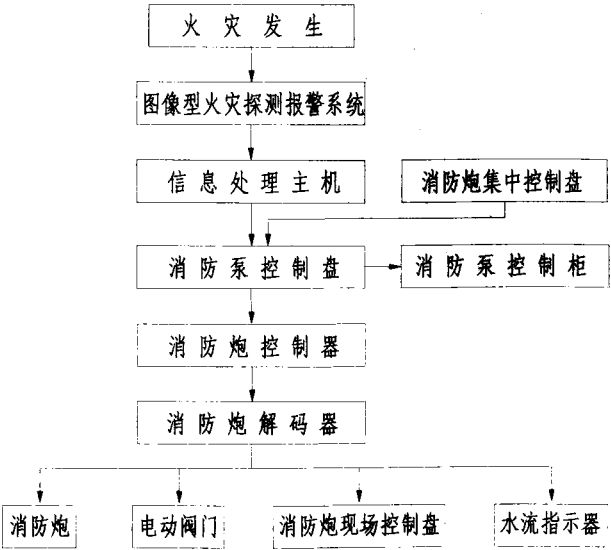 火灾发生
图像型火灾探测报警系统
信息处理主机
消防炮集中控制盘
消防泵控制盘
消防泵控制柜
消防炮控制器
消防炮解码器
消防炮
电动阀门
消防炮现场控制盘
水流指示器